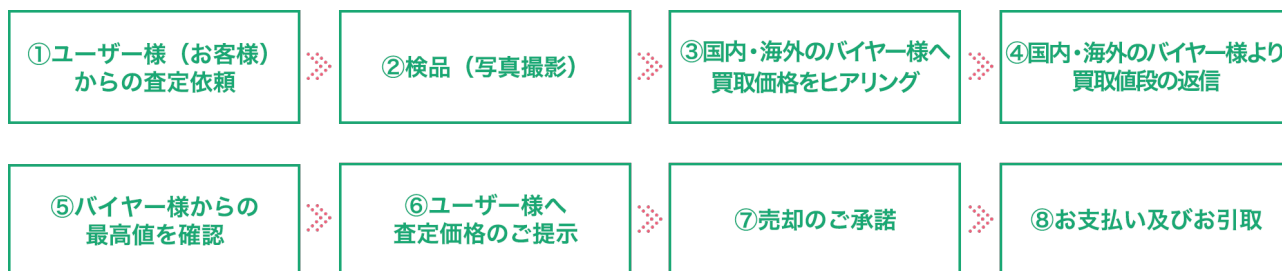 ①ユーザー様（お客様）
からの査定依頼
②検品（写真撮影）
③国内・海外のバイヤー様へ
買取価格をヒアリング
④国内・海外のバイヤー様より
買取値段の返信
⑤バイヤー様からの
最高値を確認
⑥ユーザー様へ
査定価格のご提示
⑦売却のご承諾
⑧お支払い及びお引取